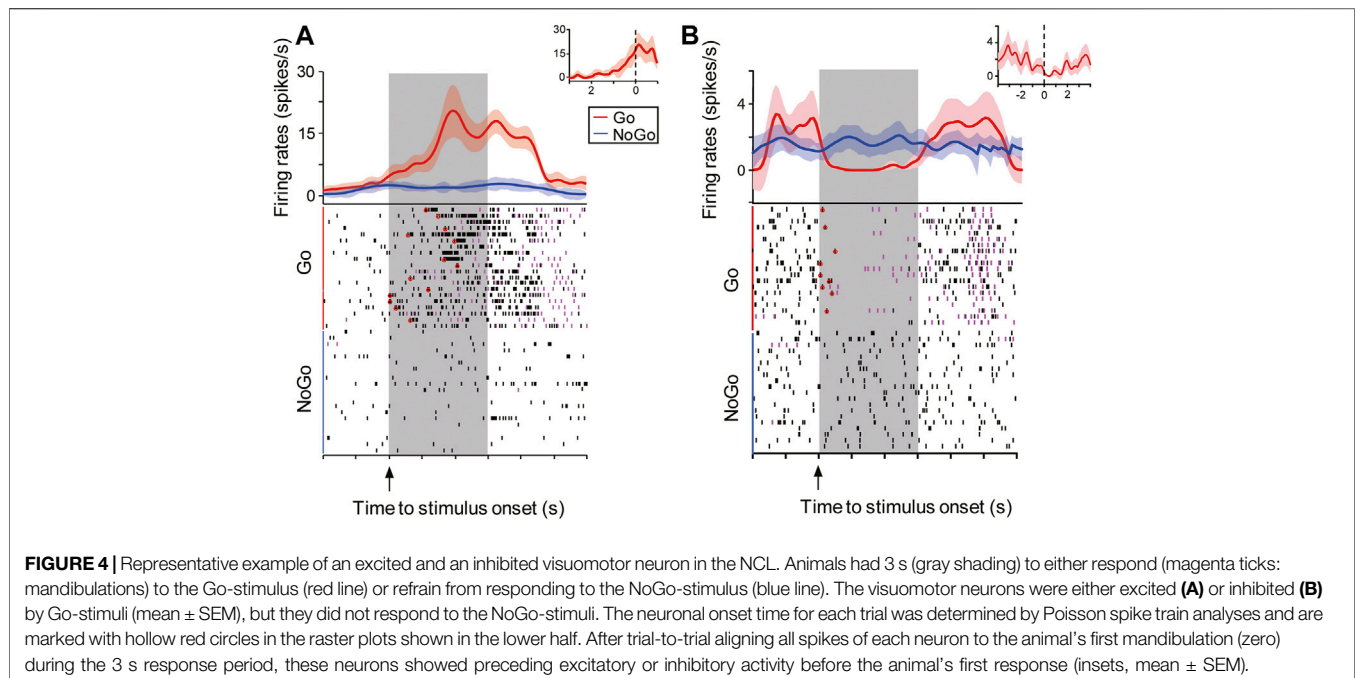 A
Firing rates (spikes/s)
30
15
0
30
15
0
2
0
Go
NoGo
Go
NoGo
Time to stimulus onset (s)
B
Firing rates (spikes/s)
4
0
4
0
-2
0
2
Go
NoGo
Time to stimulus onset (s)
FIGURE 4 | Representative example of an excited and an inhibited visuomotor neuron in the NCL. Animals had 3 s (gray shading) to either respond (magenta ticks:
mandibulations) to the Go-stimulus (red line) or refrain from responding to the NoGo-stimulus (blue line). The visuomotor neurons were either excited (A) or inhibited (B)
by Go-stimuli (mean ± SEM), but they did not respond to the NoGo-stimuli. The neuronal onset time for each trial was determined by Poisson spike train analyses and are
marked with hollow red circles in the raster plots shown in the lower half. After trial-to-trial aligning all spikes of each neuron to the animal's first mandibulation (zero)
during the 3 s response period, these neurons showed preceding excitatory or inhibitory activity before the animal's first response (insets, mean ± SEM).